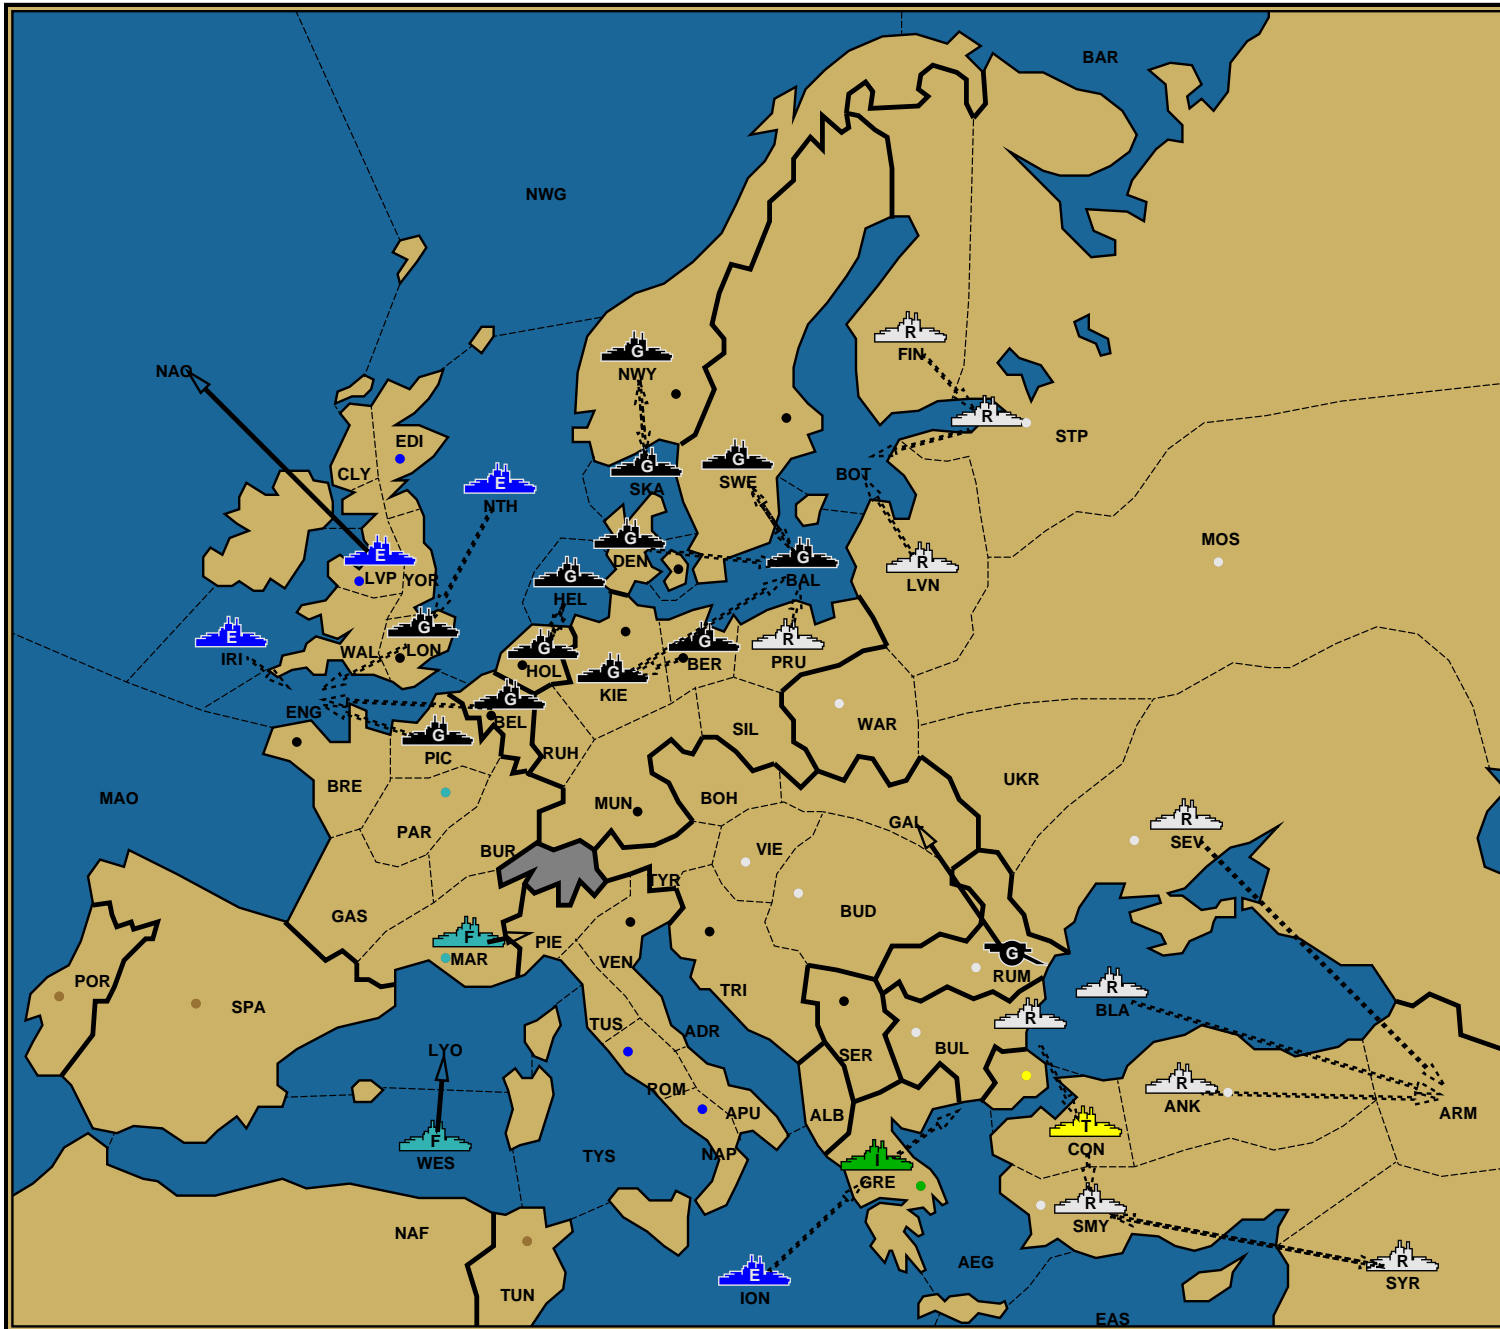 BAR
NWG
R
FIN
G
NWY
NAO
R
STP
EDI
G
SWE
G
SKA
CLY
BOT
E
NTH
MOS
G
DEN
E
LVP
YOR
G
BAL
R
LVN
G
HEL
G
LON
E
IRI
WAL
G
HOL
G
BER
R
PRU
G
KIE
G
BEL
ENG
WAR
SIL
G
PIC
RUH
UKR
BRE
MAO
BOH
MUN
R
SEV
GAL
PAR
VIE
BUR
TYR
BUD
GAS
F
MAR
PIE
G
RUM
VEN
POR
SPA
TRI
R
BLA
R
TUS
ADR
BUL
LYO
SER
ROM
R
ANK
APU
ALB
ARM
T
CON
F
WES
TYS
NAP
I
GRE
R
SMY
NAF
AEG
R
SYR
E
ION
TUN
EAS